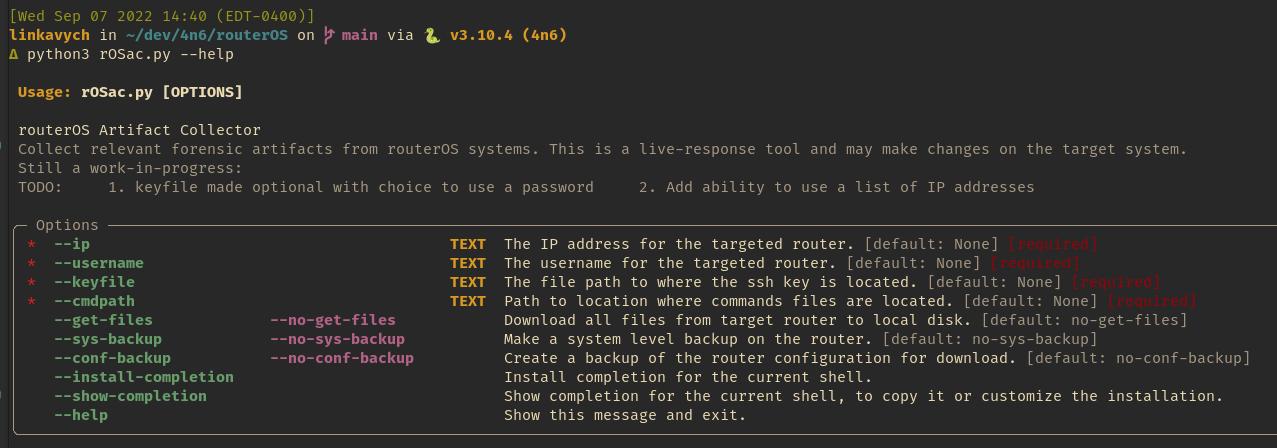 [Wed Sep 07 2022 14:40 (EDT-0400)]
linkavych in ~/dev/4n6/routerOS on main via 🐍 v3.10.4 (4n6)
Δ python3 rOSac.py --help
Usage: rOSac.py [OPTIONS]
routerOS Artifact Collector
Collect relevant forensic artifacts from routerOS systems. This is a live-response tool and may make changes on the target system.
Still a work-in-progress:
TODO: 1. keyfile made optional with choice to use a password 2. Add ability to use a list of IP addresses
Options
* --ip TEXT The IP address for the targeted router. [default: None] [required]
* --username TEXT The username for the targeted router. [default: None] [required]
* --keyfile TEXT The file path to where the ssh key is located. [default: None] [required]
* --cmdpath TEXT Path to location where commands files are located. [default: None] [required]
--get-files --no-get-files Download all files from target router to local disk. [default: no-get-files]
--sys-backup --no-sys-backup Make a system level backup on the router. [default: no-sys-backup]
--conf-backup --no-conf-backup Create a backup of the router configuration for download. [default: no-conf-backup]
--install-completion Install completion for the current shell.
--show-completion Show completion for the current shell, to copy it or customize the installation.
--help Show this message and exit.